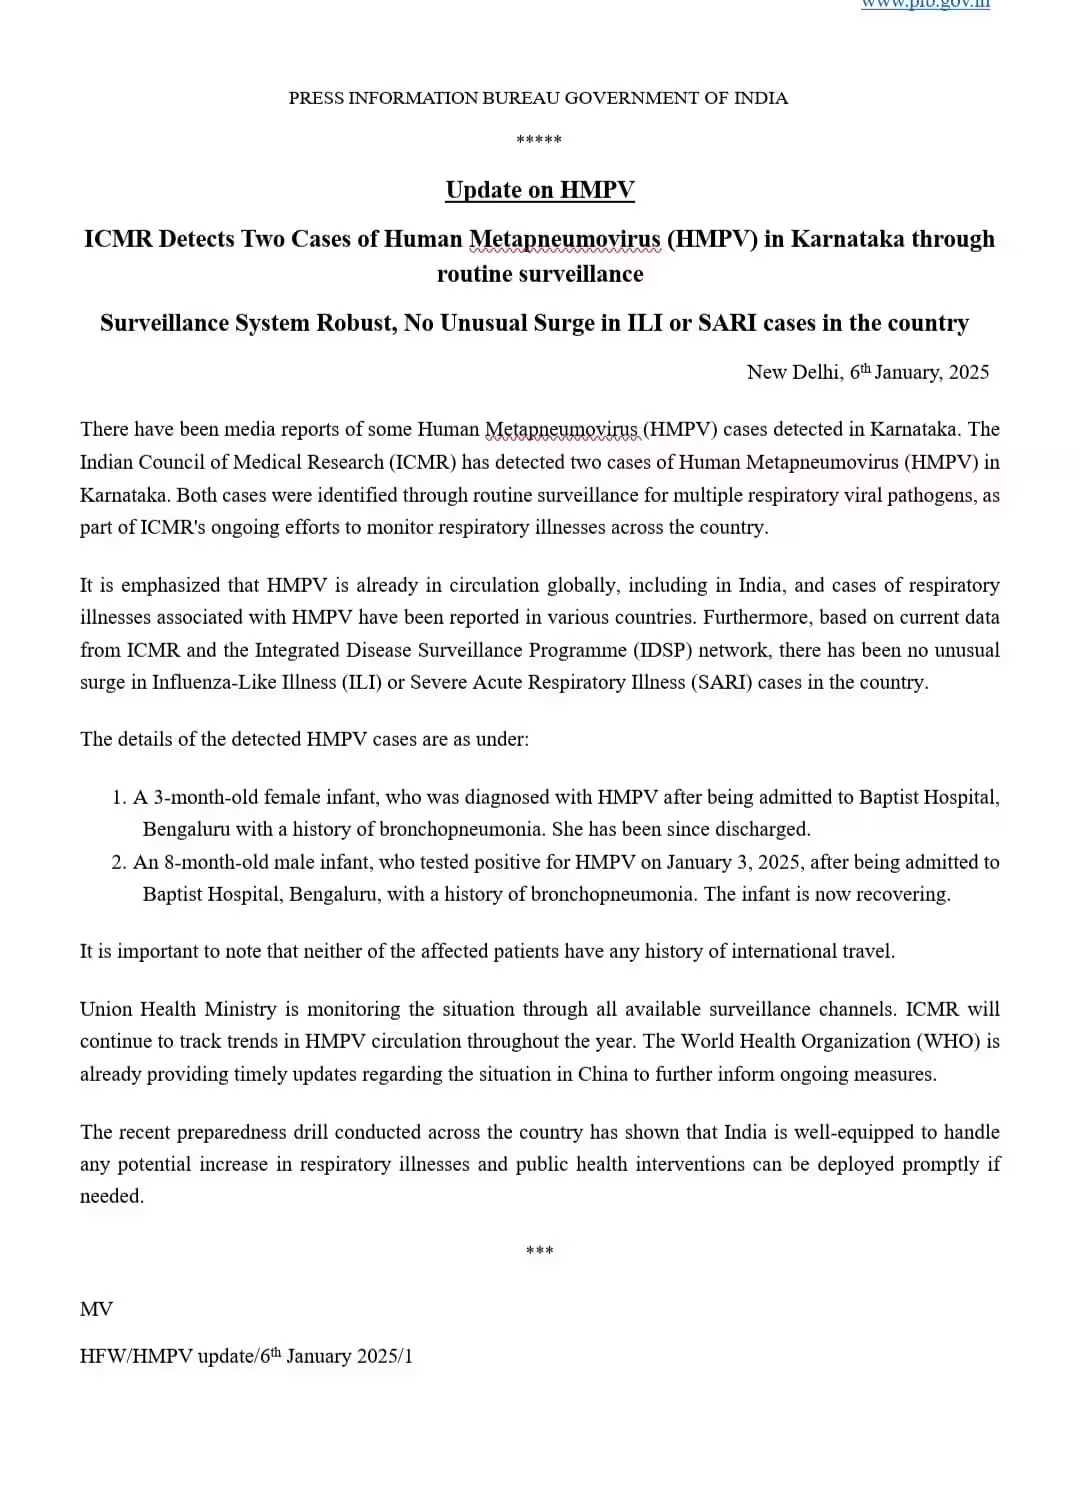 www.pib.gov.in
PRESS INFORMATION BUREAU GOVERNMENT OF INDIA
*****
Update on HMPV
ICMR Detects Two Cases of Human Metapneumovirus (HMPV) in Karnataka through
routine surveillance
Surveillance System Robust, No Unusual Surge in ILI or SARI cases in the country
New Delhi, 6th January, 2025
There have been media reports of some Human Metapneumovirus (HMPV) cases detected in Karnataka. The
Indian Council of Medical Research (ICMR) has detected two cases of Human Metapneumovirus (HMPV) in
Karnataka. Both cases were identified through routine surveillance for multiple respiratory viral pathogens, as
part of ICMR's ongoing efforts to monitor respiratory illnesses across the country.
It is emphasized that HMPV is already in circulation globally, including in India, and cases of respiratory
illnesses associated with HMPV have been reported in various countries. Furthermore, based on current data
from ICMR and the Integrated Disease Surveillance Programme (IDSP) network, there has been no unusual
surge in Influenza-Like Illness (ILI) or Severe Acute Respiratory Illness (SARI) cases in the country.
The details of the detected HMPV cases are as under:
1. A 3-month-old female infant, who was diagnosed with HMPV after being admitted to Baptist Hospital,
Bengaluru with a history of bronchopneumonia. She has been since discharged.
2. An 8-month-old male infant, who tested positive for HMPV on January 3, 2025, after being admitted to
Baptist Hospital, Bengaluru, with a history of bronchopneumonia. The infant is now recovering.
It is important to note that neither of the affected patients have any history of international travel.
Union Health Ministry is monitoring the situation through all available surveillance channels. ICMR will
continue to track trends in HMPV circulation throughout the year. The World Health Organization (WHO) is
already providing timely updates regarding the situation in China to further inform ongoing measures.
The recent preparedness drill conducted across the country has shown that India is well-equipped to handle
any potential increase in respiratory illnesses and public health interventions can be deployed promptly if
needed.
***
MV
HFW/HMPV update/6th January 2025/1